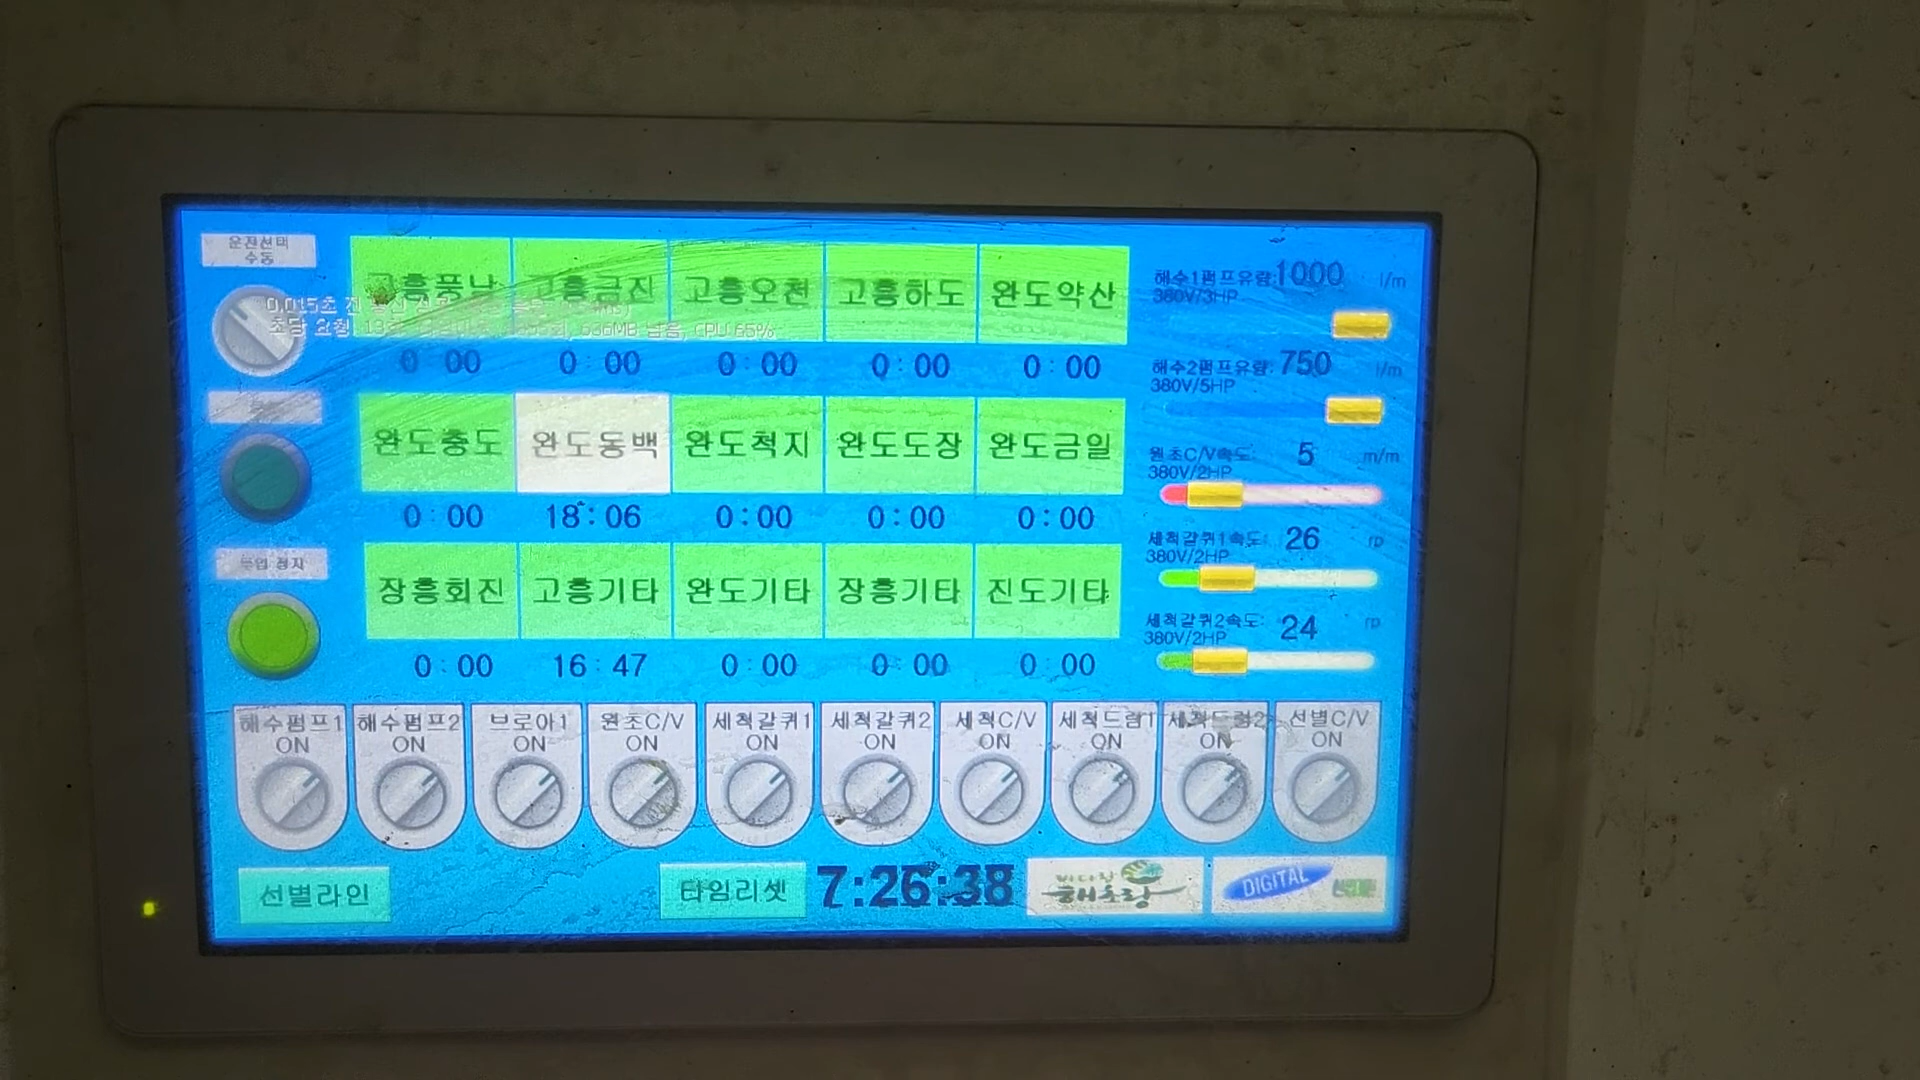 운전선택
수동
고흥풍남 고흥금진 고흥오천 고흥하도 완도약산
0:00 0:00 0:00 0:00 0:00
완도충도 완도동백 완도척지 완도도장 완도금일
0:00 18:06 0:00 0:00 0:00
정지
장흥회진 고흥기타 완도기타 장흥기타 진도기타
0:00 16:47 0:00 0:00 0:00
해수1펌프유량: 1000 l/m
380V/3HP
해수2펌프유량: 750 l/m
380V/5HP
원초C/V속도: 5 m/m
380V/2HP
세척갈퀴1속도: 26 rp
380V/2HP
세척갈퀴2속도: 24 rp
380V/2HP
해수펌프1 해수펌프2 브로아1 원초C/V 세척갈퀴1 세척갈퀴2 세척C/V 세척드럼1 세척드럼2 선별C/V
ON ON ON ON ON ON ON ON ON ON
선별라인 타임리셋 7:26:38 바다랑 해초랑 DIGITAL